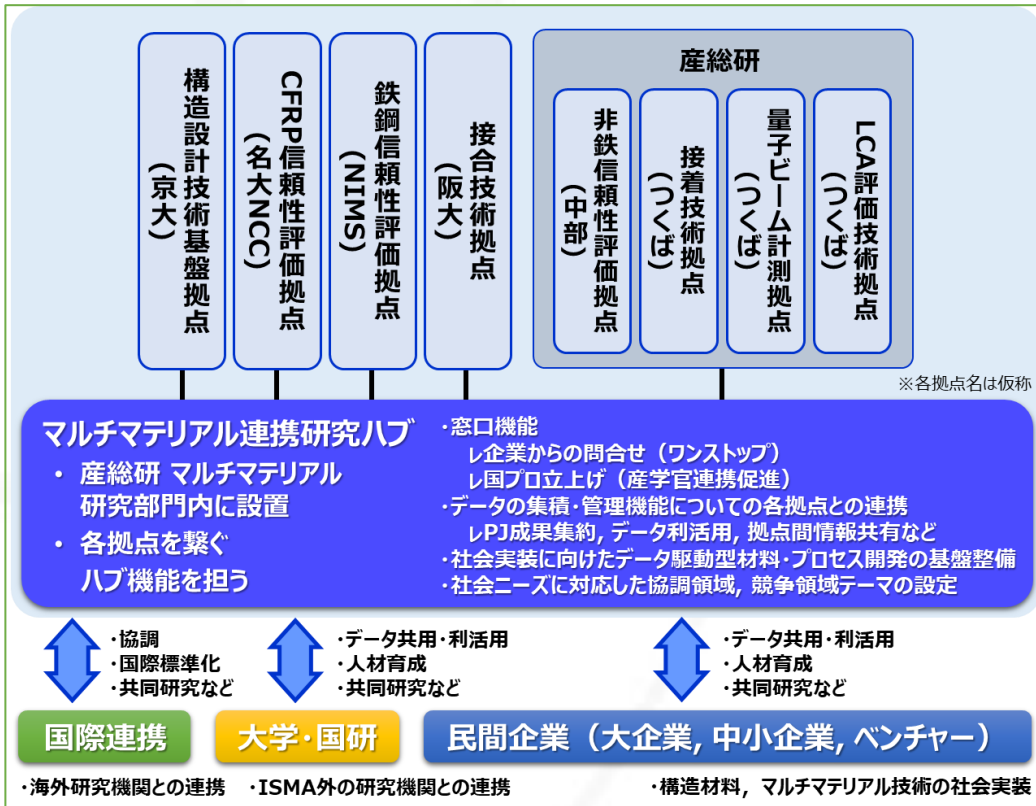 構造設計技術基盤拠点
(京大)
CFRP信頼性評価拠点
(名大NCC)
鉄鋼信頼性評価拠点
(NIMS)
接合技術拠点
(阪大)
産総研
非鉄信頼性評価拠点
(中部)
接着技術拠点
(つくば)
量子ビーム計測拠点
(つくば)
LCA評価技術拠点
(つくば)
※各拠点名は仮称
マルチマテリアル連携研究ハブ
・ 産総研 マルチマテリアル
研究部門内に設置
・ 各拠点を繋ぐ
ハブ機能を担う
・窓口機能
レ企業からの問合せ（ワンストップ）
レ国プロ立上げ（産学官連携促進）
・データの集積・管理機能についての各拠点との連携
レPJ成果集約, データ利活用, 拠点間情報共有など
・社会実装に向けたデータ駆動型材料・プロセス開発の基盤整備
・社会ニーズに対応した協調領域, 競争領域テーマの設定
・協調
・国際標準化
・共同研究など
・データ共用・利活用
・人材育成
・共同研究など
・データ共用・利活用
・人材育成
・共同研究など
国際連携
大学・国研
民間企業（大企業, 中小企業, ベンチャー）
・海外研究機関との連携
・ISMA外の研究機関との連携
・構造材料, マルチマテリアル技術の社会実装